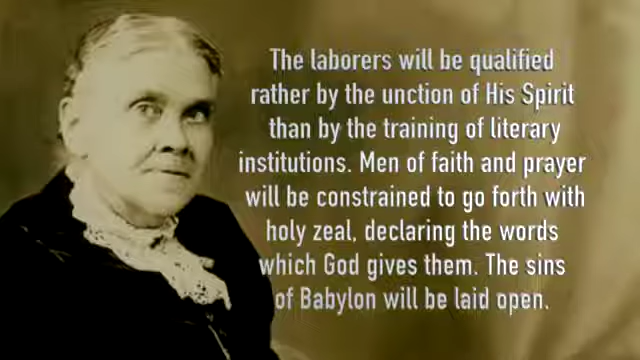 The laborers will be qualified
rather by the unction of His Spirit
than by the training of literary
institutions. Men of faith and prayer
will be constrained to go forth with
holy zeal, declaring the words
which God gives them. The sins
of Babylon will be laid open.